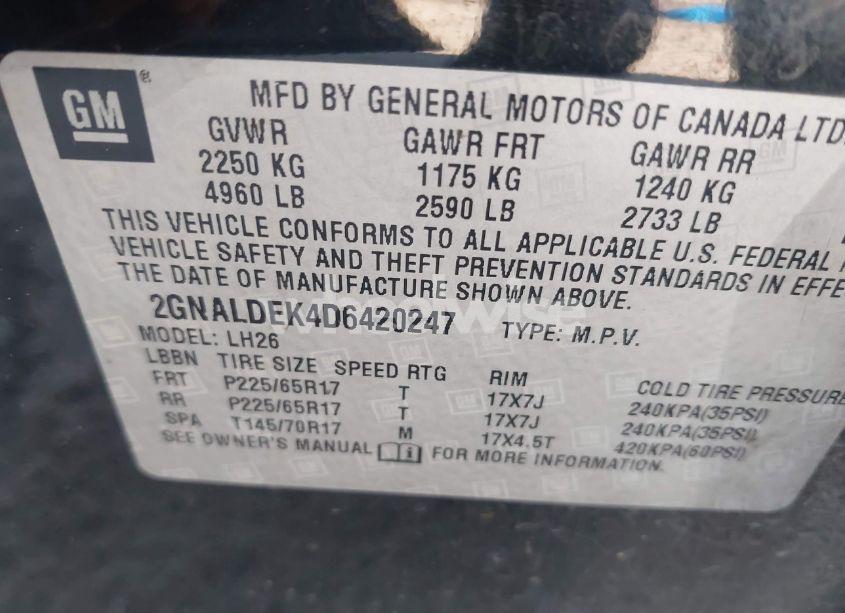 GM ®
MFD BY GENERAL MOTORS OF CANADA LTD.
GVWR GAWR FRT GAWR RR
2250 KG 1175 KG 1240 KG
4960 LB 2590 LB 2733 LB
THIS VEHICLE CONFORMS TO ALL APPLICABLE U.S. FEDERAL
VEHICLE SAFETY AND THEFT PREVENTION STANDARDS IN EFFE
THE DATE OF MANUFACTURE SHOWN ABOVE.
2GNALDEK4D6420247 TYPE: M.P.V.
MODEL: LH26
LBBN TIRE SIZE SPEED RTG RIM COLD TIRE PRESSURE
FRT P225/65R17 T 17X7J 240KPA(35PSI)
RR P225/65R17 T 17X7J 240KPA(35PSI)
SPA T145/70R17 M 17X4.5T 420KPA(60PSI)
SEE OWNER'S MANUAL FOR MORE INFORMATION.